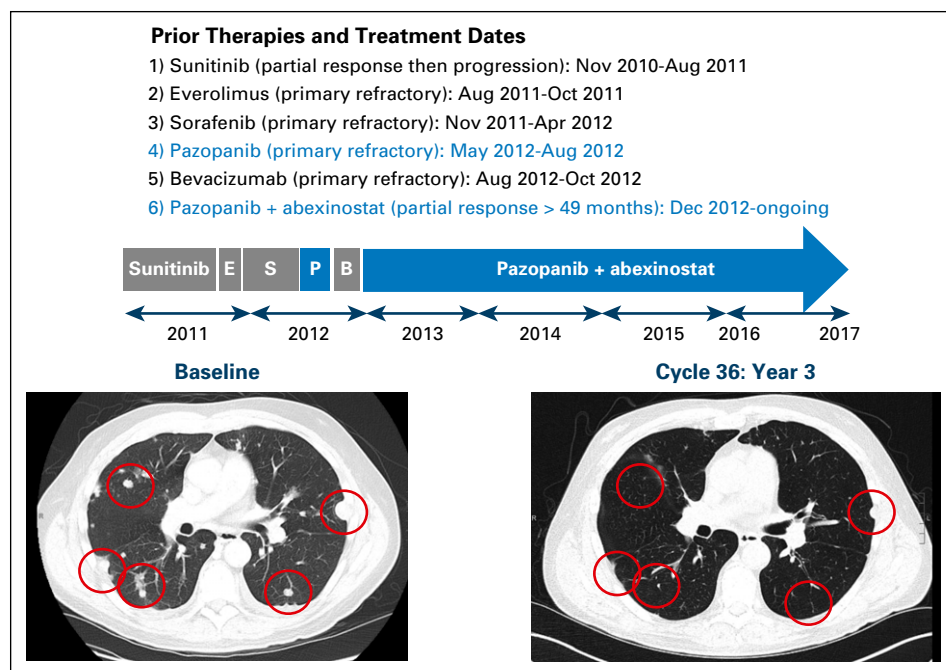 Prior Therapies and Treatment Dates
1) Sunitinib (partial response then progression): Nov 2010-Aug 2011
2) Everolimus (primary refractory): Aug 2011-Oct 2011
3) Sorafenib (primary refractory): Nov 2011-Apr 2012
4) Pazopanib (primary refractory): May 2012-Aug 2012
5) Bevacizumab (primary refractory): Aug 2012-Oct 2012
6) Pazopanib + abexinostat (partial response > 49 months): Dec 2012-ongoing
Sunitinib E S P B Pazopanib + abexinostat
2011 2012 2013 2014 2015 2016 2017
Baseline Cycle 36: Year 3
R R L